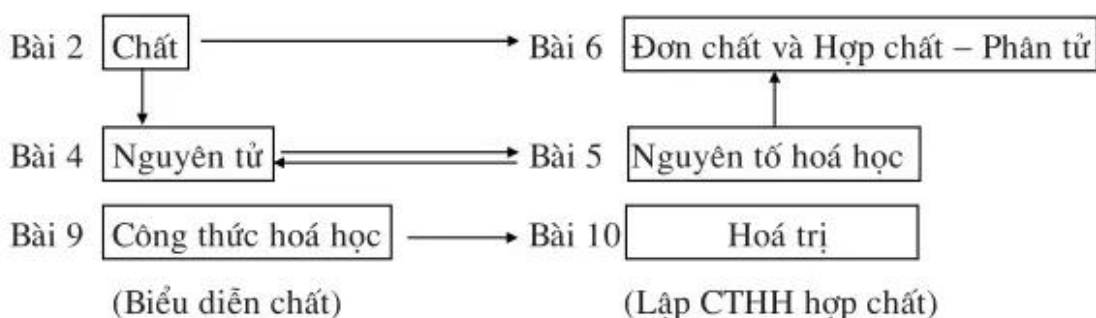 Bài 2 Chất Bài 6 Đơn chất và Hợp chất – Phân tử
Bài 4 Nguyên tử Bài 5 Nguyên tố hoá học
Bài 9 Công thức hoá học Bài 10 Hoá trị
(Biểu diễn chất) (Lập CTHH hợp chất)